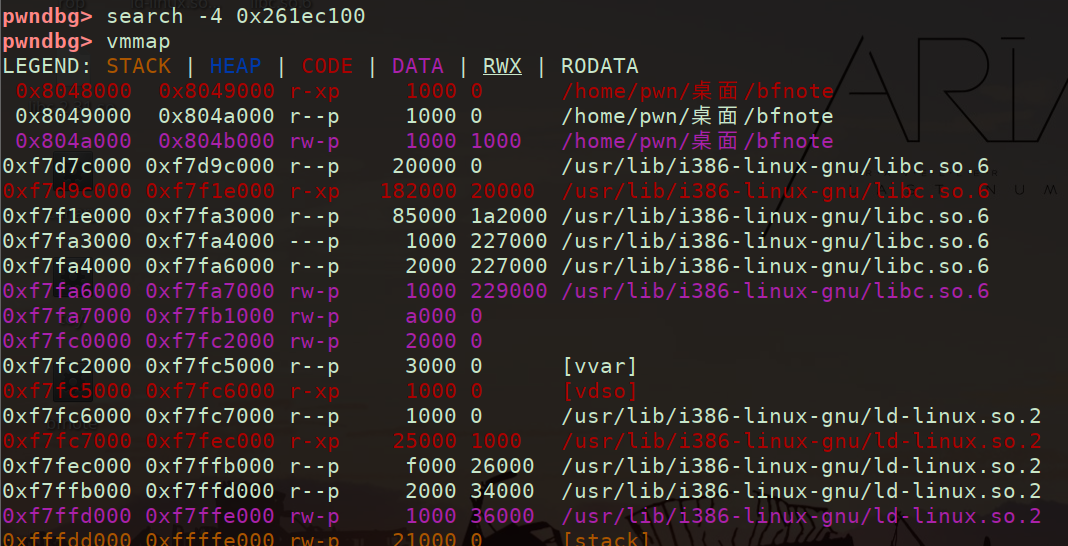 pwndbg> search -4 0x261ec100
pwndbg> vmmap
LEGEND: STACK | HEAP | CODE | DATA | RWX | RODATA
 0x8048000  0x8049000 r-xp     1000 0      /home/pwn/桌面/bfnote
 0x8049000  0x804a000 r--p     1000 0      /home/pwn/桌面/bfnote
 0x804a000  0x804b000 rw-p     1000 1000   /home/pwn/桌面/bfnote
0xf7d7c000 0xf7d9c000 r--p    20000 0      /usr/lib/i386-linux-gnu/libc.so.6
0xf7d9c000 0xf7f1e000 r-xp   182000 20000  /usr/lib/i386-linux-gnu/libc.so.6
0xf7f1e000 0xf7fa3000 r--p    85000 1a2000 /usr/lib/i386-linux-gnu/libc.so.6
0xf7fa3000 0xf7fa4000 ---p     1000 227000 /usr/lib/i386-linux-gnu/libc.so.6
0xf7fa4000 0xf7fa6000 r--p     2000 227000 /usr/lib/i386-linux-gnu/libc.so.6
0xf7fa6000 0xf7fa7000 rw-p     1000 229000 /usr/lib/i386-linux-gnu/libc.so.6
0xf7fa7000 0xf7fb1000 rw-p     a000 0
0xf7fc0000 0xf7fc2000 rw-p     2000 0
0xf7fc2000 0xf7fc5000 r--p     3000 0      [vvar]
0xf7fc5000 0xf7fc6000 r-xp     1000 0      [vdso]
0xf7fc6000 0xf7fc7000 r--p     1000 0      /usr/lib/i386-linux-gnu/ld-linux.so.2
0xf7fc7000 0xf7fec000 r-xp    25000 1000   /usr/lib/i386-linux-gnu/ld-linux.so.2
0xf7fec000 0xf7ffb000 r--p     f000 26000  /usr/lib/i386-linux-gnu/ld-linux.so.2
0xf7ffb000 0xf7ffd000 r--p     2000 34000  /usr/lib/i386-linux-gnu/ld-linux.so.2
0xf7ffd000 0xf7ffe000 rw-p     1000 36000  /usr/lib/i386-linux-gnu/ld-linux.so.2
0xfffdd000 0xffffe000 rw-p    21000 0      [stack]